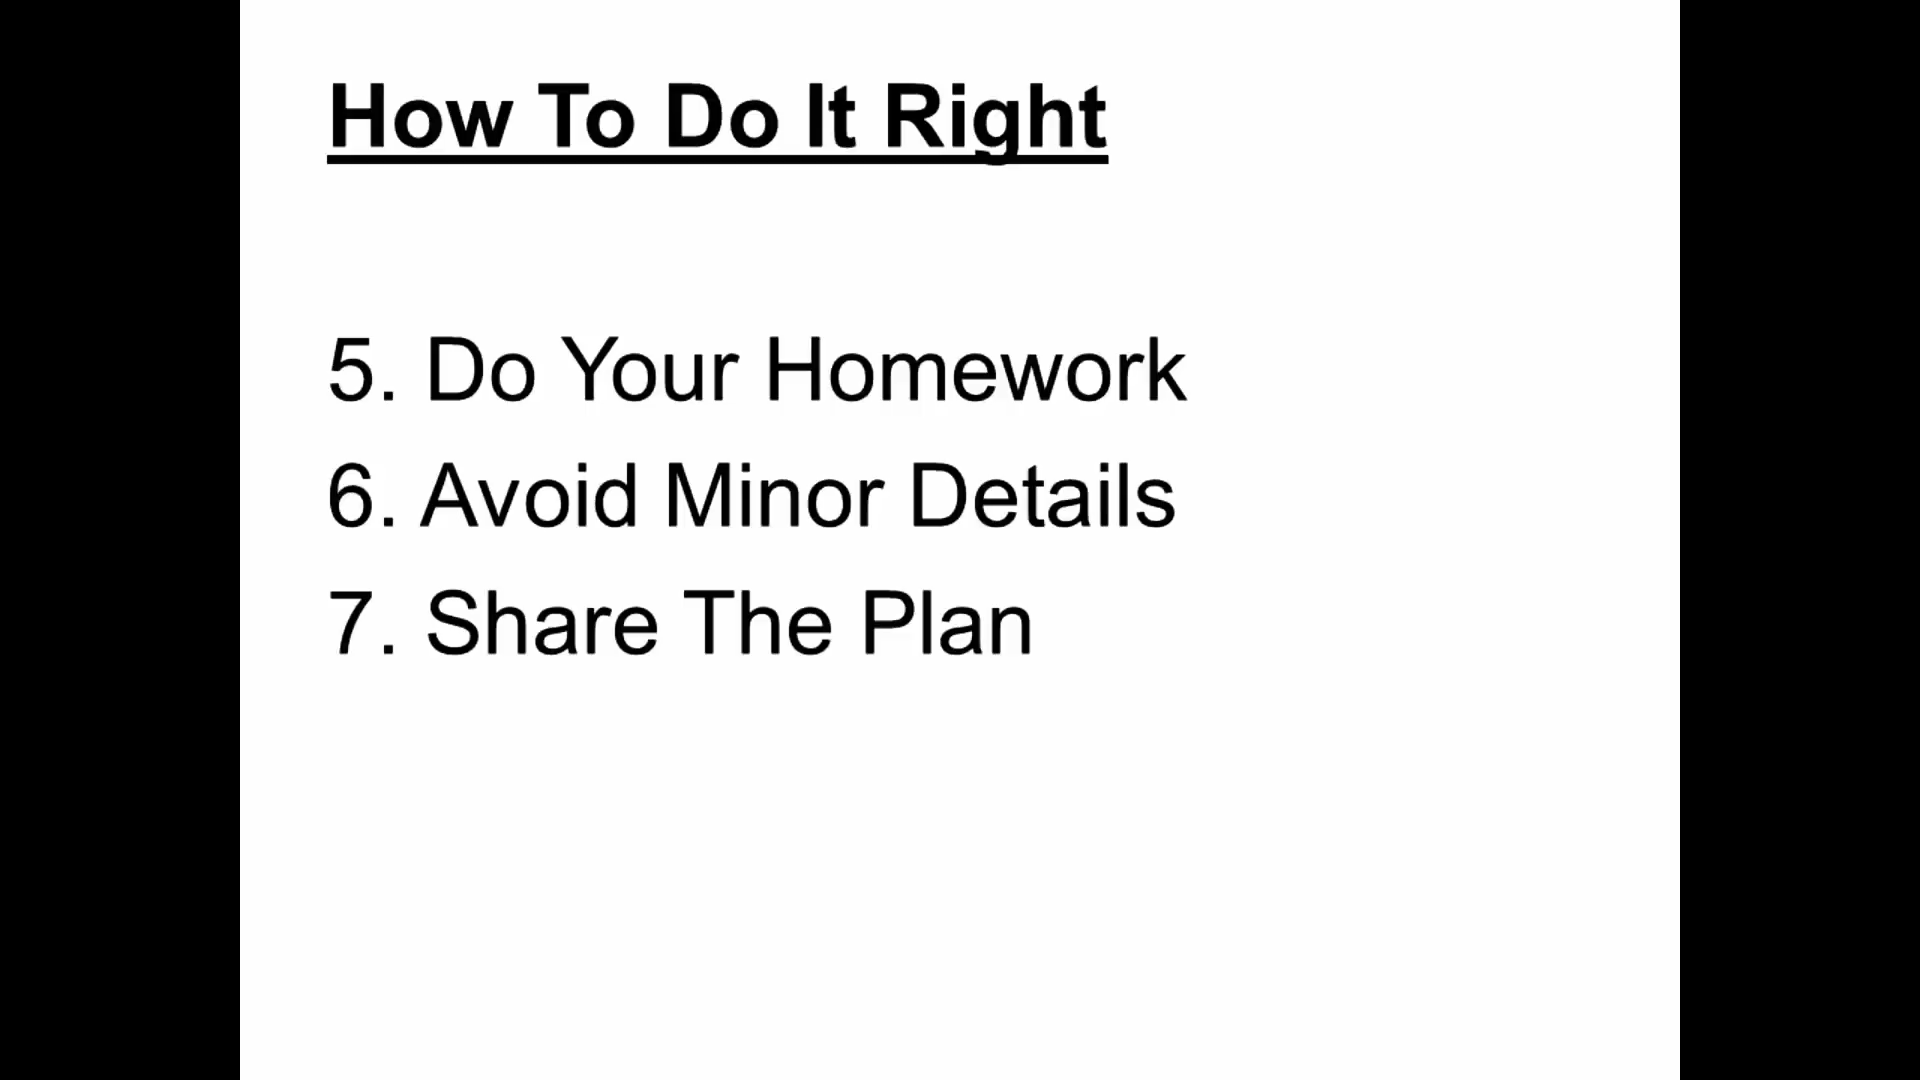 How To Do It Right
5. Do Your Homework
6. Avoid Minor Details
7. Share The Plan